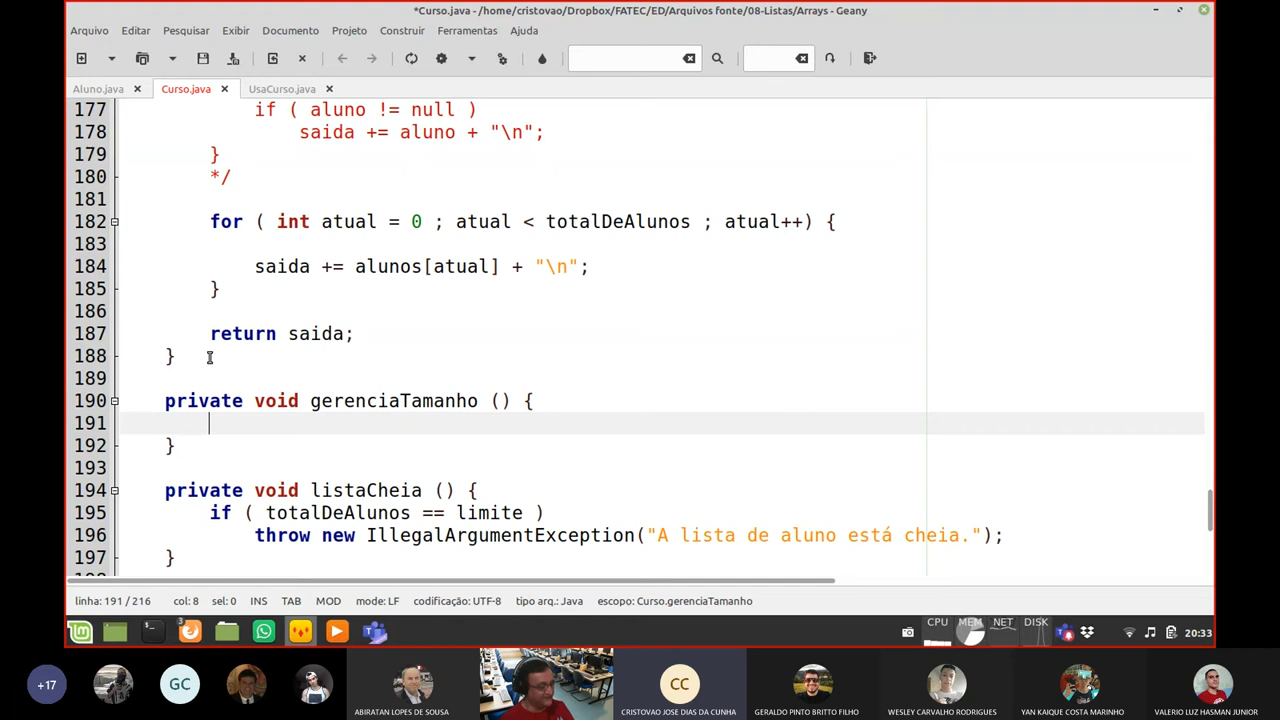 *Curso.java - /home/cristovao/Dropbox/FATEC/ED/Arquivos fonte/08-Listas/Arrays - Geany
Arquivo Editar Pesquisar Exibir Documento Projeto Construir Ferramentas Ajuda
Aluno.java Curso.java UsaCurso.java
177 if ( aluno != null )
178 saida += aluno + "\n";
179 }
180 */
181
182 for ( int atual = 0 ; atual < totalDeAlunos ; atual++) {
183
184 saida += alunos[atual] + "\n";
185 }
186
187 return saida;
188 }
189
190 private void gerenciaTamanho () {
191
192 }
193
194 private void listaCheia () {
195 if ( totalDeAlunos == limite )
196 throw new IllegalArgumentException("A lista de aluno está cheia.");
197 }
linha: 191 / 216 col: 8 sel: 0 INS TAB MOD mode: LF codificação: UTF-8 tipo arq.: Java escopo: Curso.gerenciaTamanho
3 CPU MEM NET DISK 20:33
+17 GC CC
ABIRATAN LOPES DE SOUSA CRISTOVAO JOSE DIAS DA CUNHA GERALDO PINTO BRITTO FILHO WESLEY CARVALHO RODRIGUES YAN KAIQUE COSTA MARINHO VALERIO LUZ HASMAN JUNIOR